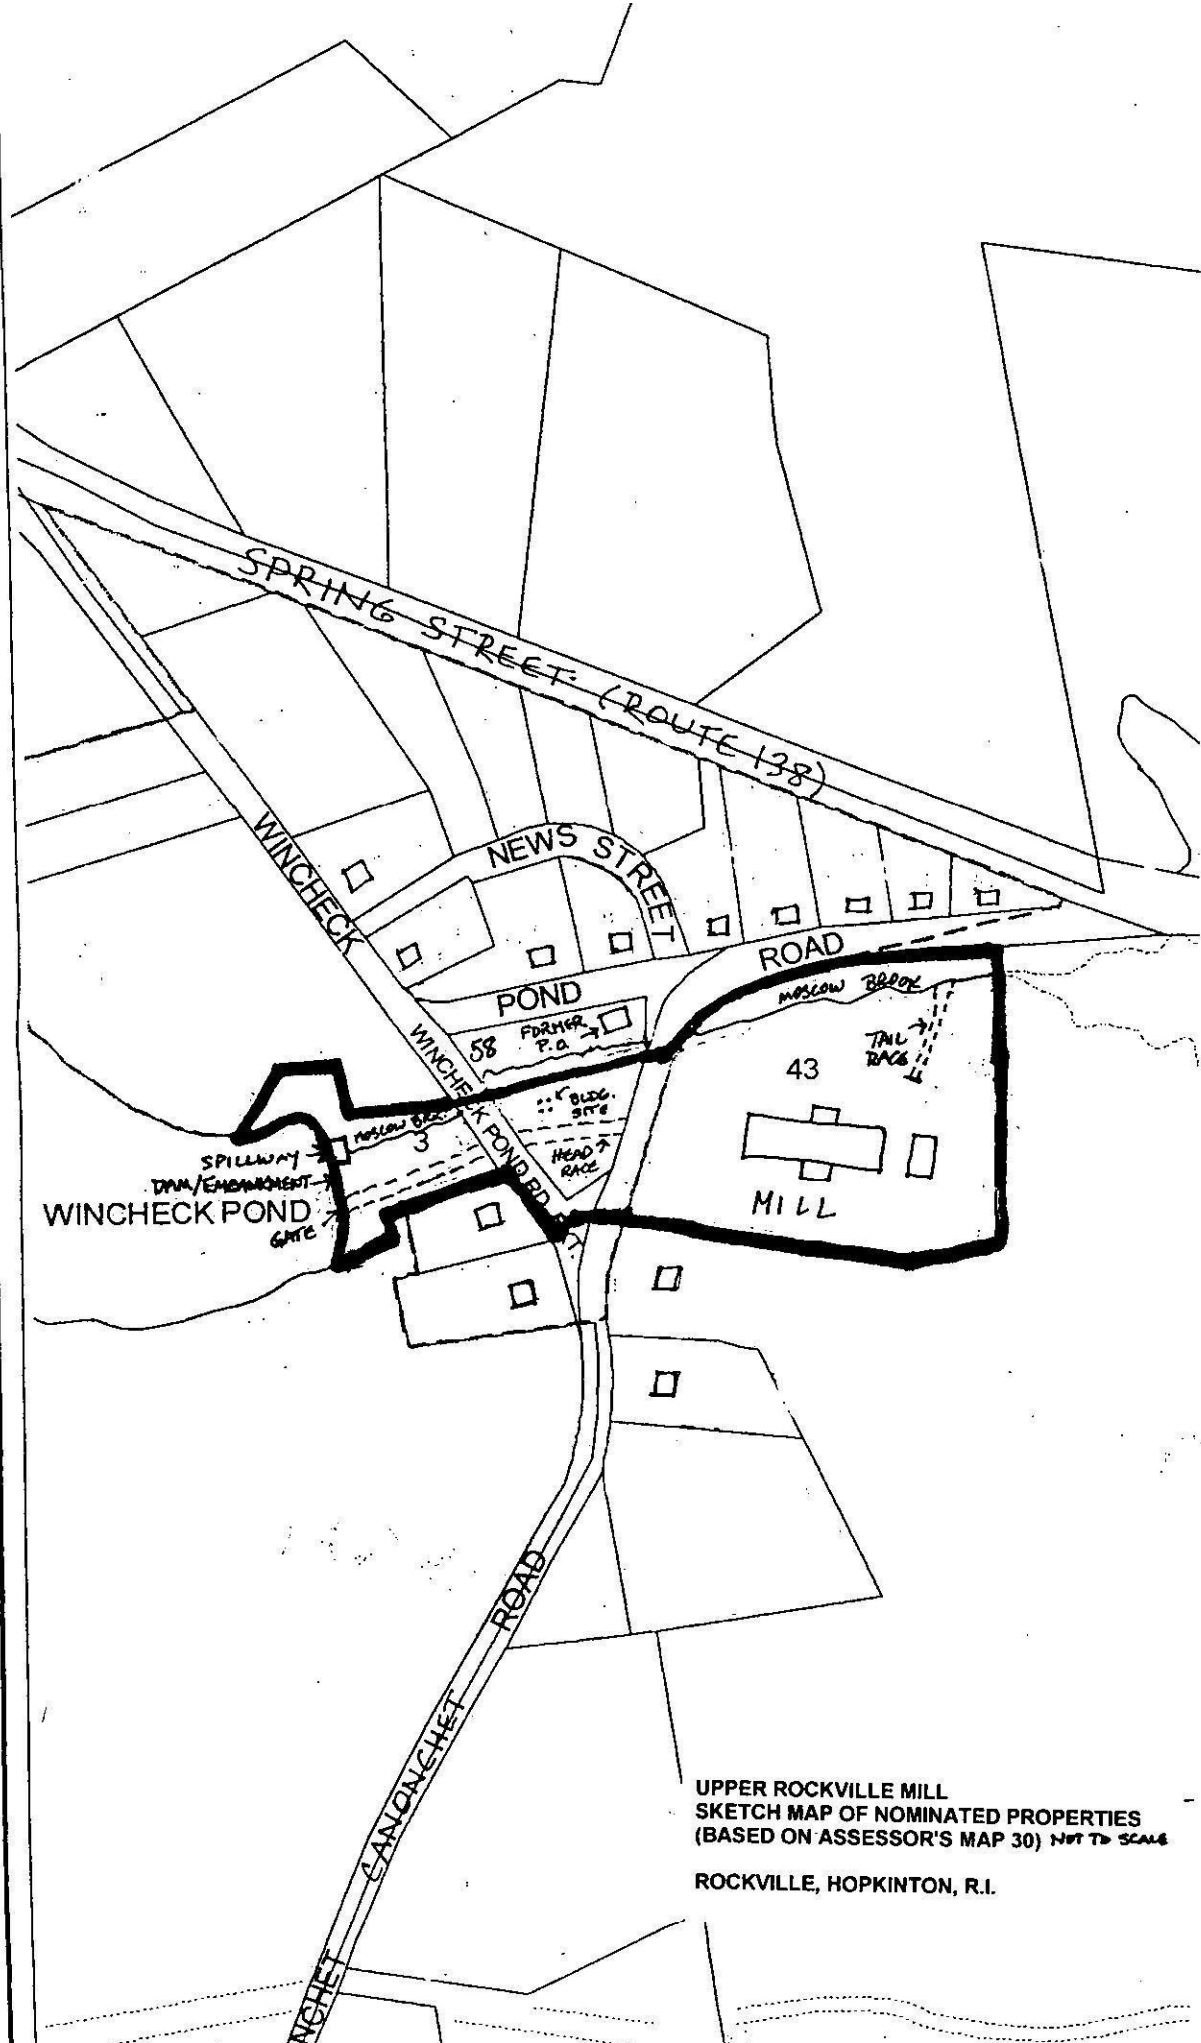 SPRING STREET (ROUTE 138)
WINCHECK
NEWS STREET
POND
ROAD
MOSCOW BROOK
WINCHECK POND RD
58
FORMER
P.O.
TAIL
RACE
43
BLDG.
SITE
MOSCOW BRK.
3
SPILLWAY
DAM/EMBANKMENT
WINCHECK POND
GATE
HEAD
RACE
MILL
ROAD
CANONCHET
NCHET
UPPER ROCKVILLE MILL
SKETCH MAP OF NOMINATED PROPERTIES
(BASED ON ASSESSOR'S MAP 30) NOT TO SCALE
ROCKVILLE, HOPKINTON, R.I.